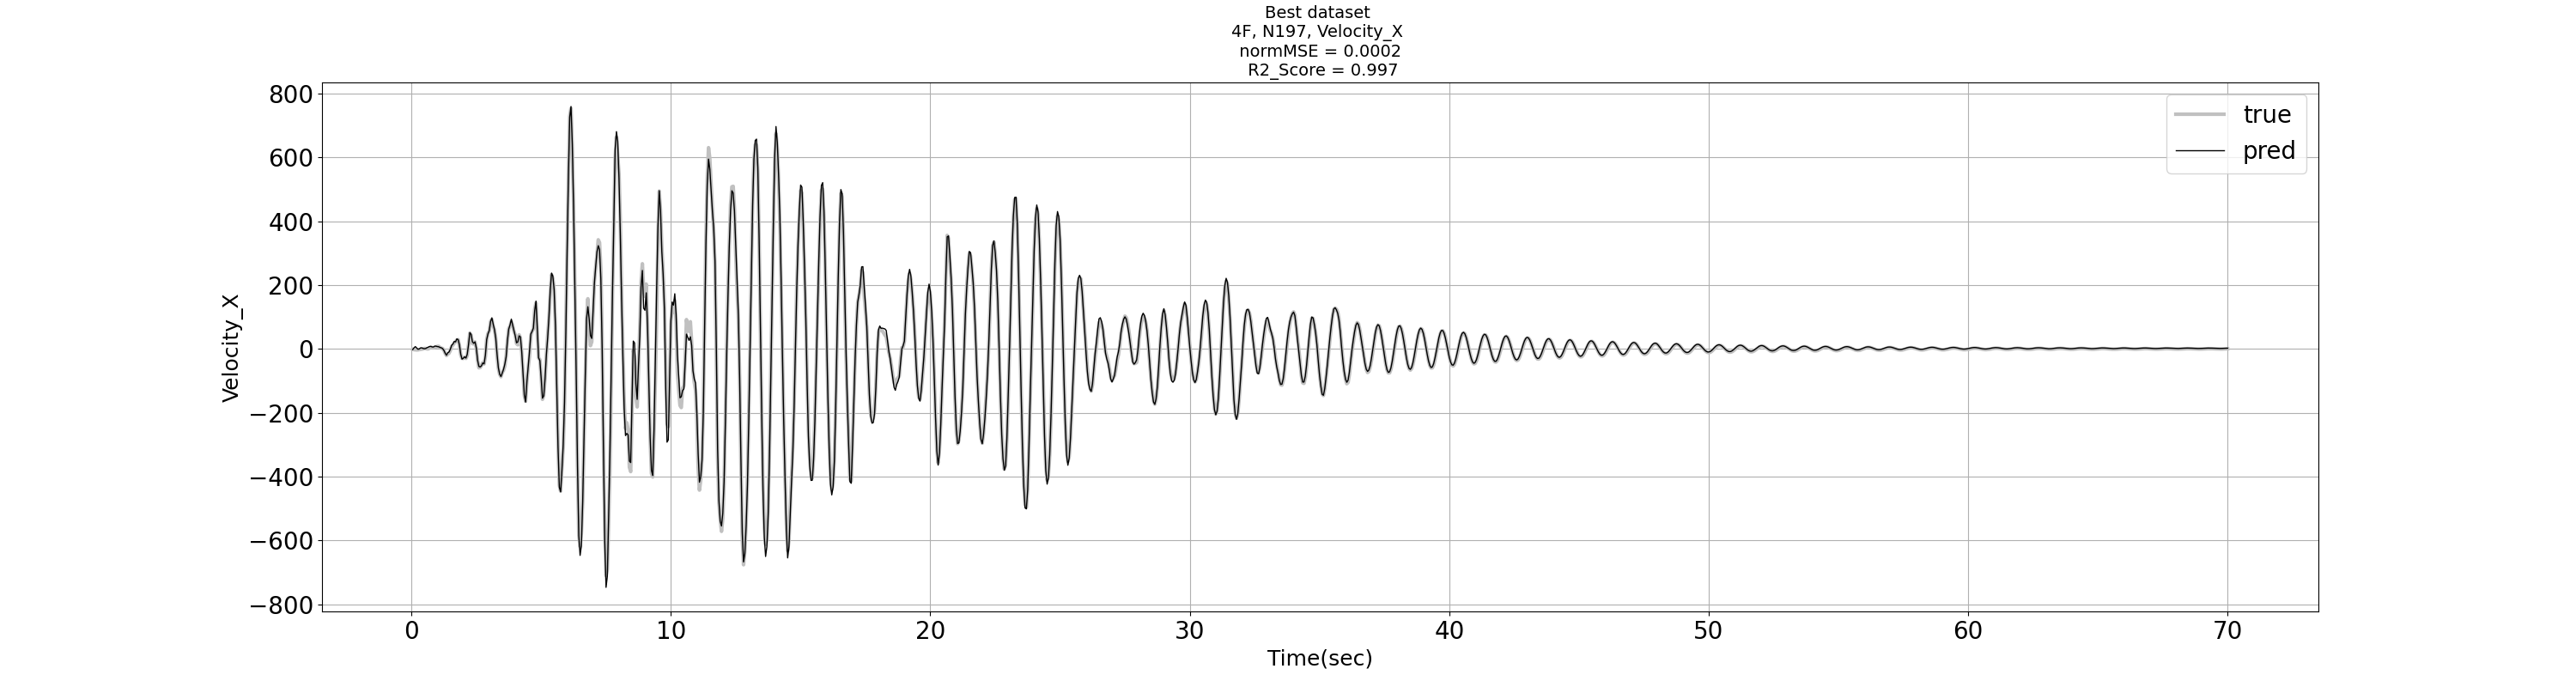 Best dataset
4F, N197, Velocity_X
normMSE = 0.0002
R2_Score = 0.997
800
600
400
200
0
−200
−400
−600
−800
Velocity_X
true
pred
0 10 20 30 40 50 60 70
Time(sec)